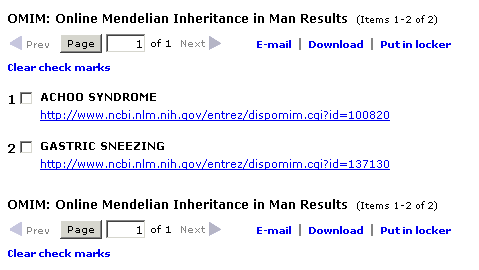 OMIM: Online Mendelian Inheritance in Man Results (Items 1-2 of 2)
Prev Page 1 of 1 Next E-mail | Download | Put in locker
Clear check marks
1 ACHOO SYNDROME
http://www.ncbi.nlm.nih.gov/entrez/dispomim.cgi?id=100820
2 GASTRIC SNEEZING
http://www.ncbi.nlm.nih.gov/entrez/dispomim.cgi?id=137130
OMIM: Online Mendelian Inheritance in Man Results (Items 1-2 of 2)
Prev Page 1 of 1 Next E-mail | Download | Put in locker
Clear check marks